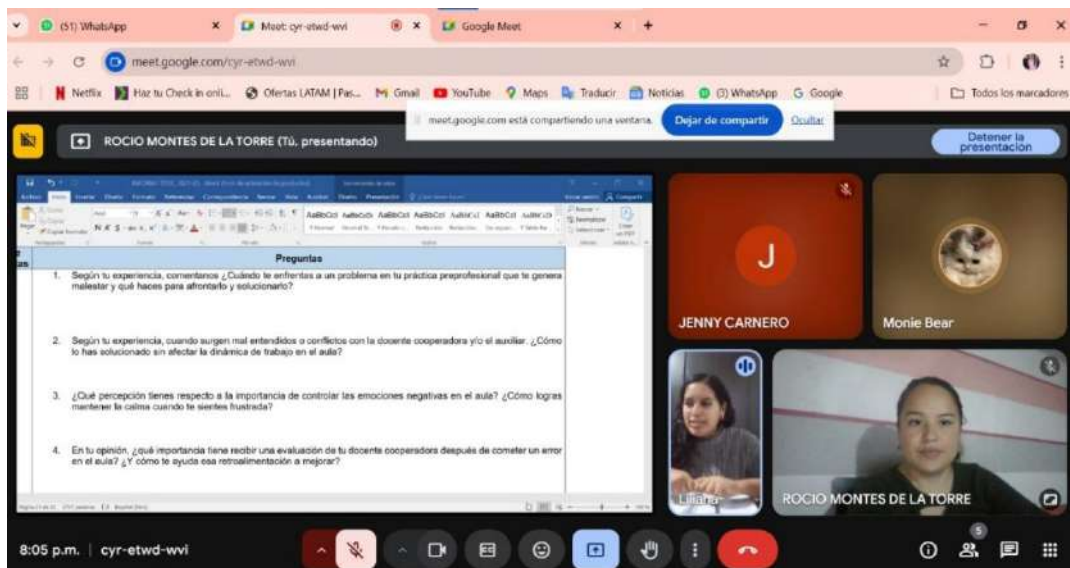 (51) WhatsApp
Meet: cyr-etwd-wvi
Google Meet
meet.google.com/cyr-etwd-wvi
Netflix
Haz tu Check in onli...
Ofertas LATAM | Pas...
Gmail
YouTube
Maps
Traducir
Noticias
(3) WhatsApp
Google
Todos los marcadores
meet.google.com está compartiendo una ventana.
Dejar de compartir
Ocultar
ROCIO MONTES DE LA TORRE (Tú, presentando)
Detener la
presentación
Preguntas
1. Según tu experiencia, comentanos ¿Cuándo te enfrentas a un problema en tu práctica preprofesional que te genera
malestar y qué haces para afrontarlo y solucionarlo?
2. Según tu experiencia, cuando surgen mal entendidos o conflictos con la docente cooperadora y/o el auxiliar. ¿Cómo
lo has solucionado sin afectar la dinámica de trabajo en el aula?
3. ¿Qué percepción tienes respecto a la importancia de controlar las emociones negativas en el aula? ¿Cómo logras
mantener la calma cuando te sientes frustrada?
4. En tu opinión, ¿qué importancia tiene recibir una evaluación de tu docente cooperadora después de cometer un error
en el aula? ¿Y cómo te ayuda esa retroalimentación a mejorar?
J
JENNY CARNERO
Monie Bear
Liliana
ROCIO MONTES DE LA TORRE
8:05 p.m. | cyr-etwd-wvi
5